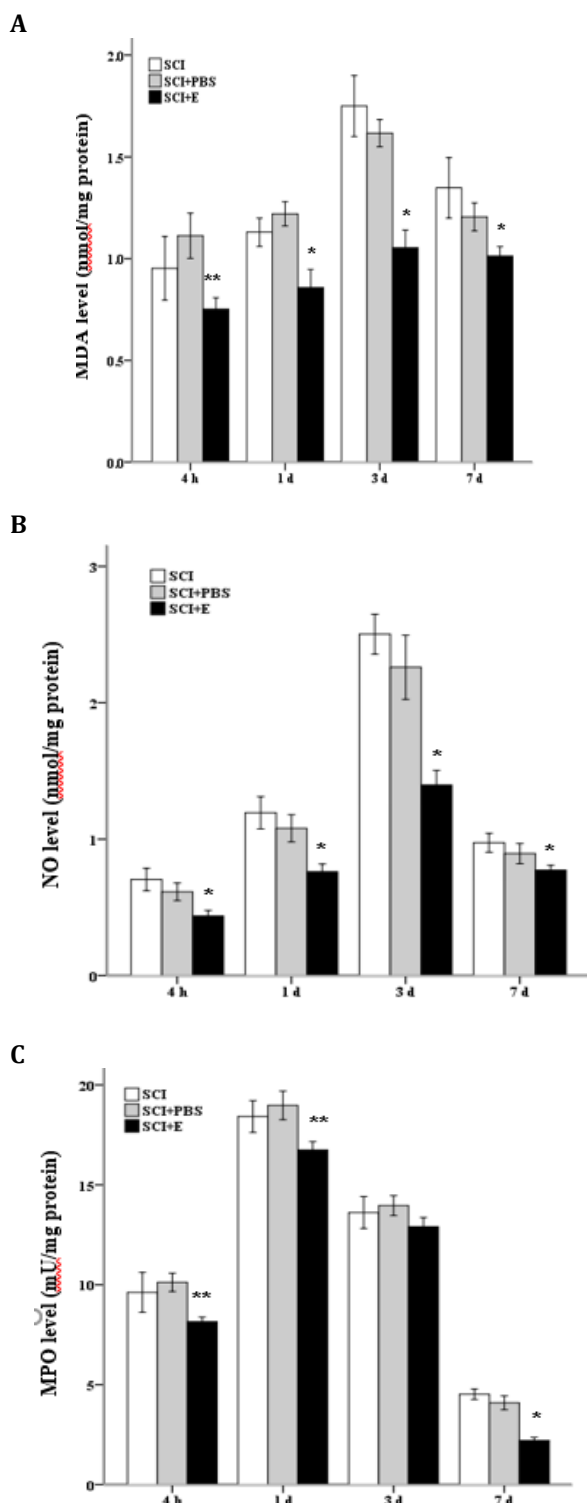 A
2.0
SCI
SCI+PBS
SCI+E
1.5
MDA level (nmol/mg protein)
1.0
**
*
*
*
0.5
0.0
4 h 1 d 3 d 7 d
B
3
SCI
SCI+PBS
SCI+E
NO level (nmol/mg protein)
2
*
1
*
*
*
0
4 h 1 d 3 d 7 d
C
20
SCI
SCI+PBS
SCI+E
**
15
MPO level (mU/mg protein)
10
**
5
*
0
4 h 1 d 3 d 7 d